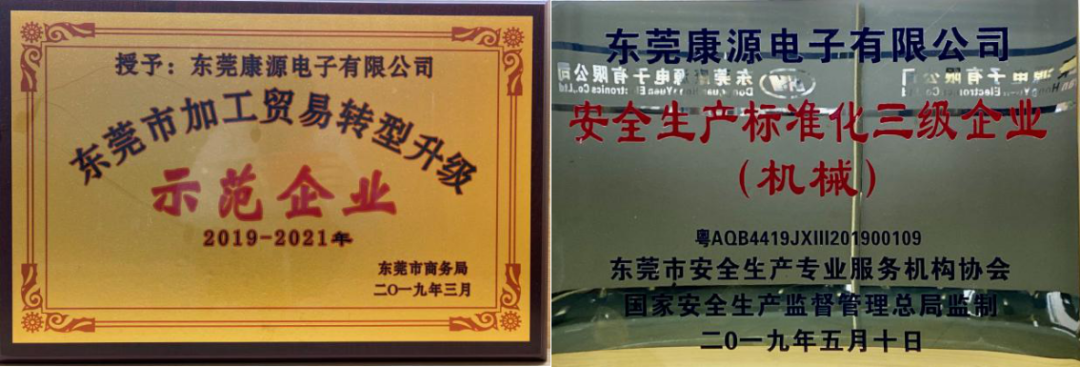 授予：东莞康源电子有限公司
东莞市加工贸易转型升级
示范企业
2019-2021年
东莞市商务局
二〇一九年三月
东莞康源电子有限公司
安全生产标准化三级企业
（机械）
粤AQB4419JXIII201900109
东莞市安全生产专业服务机构协会
国家安全生产监督管理总局监制
二〇一九年五月十日